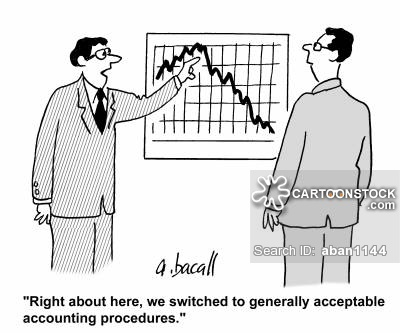 a.bacall
CARTOONSTOCK
.com
Search ID: aban1144
"Right about here, we switched to generally acceptable
accounting procedures."